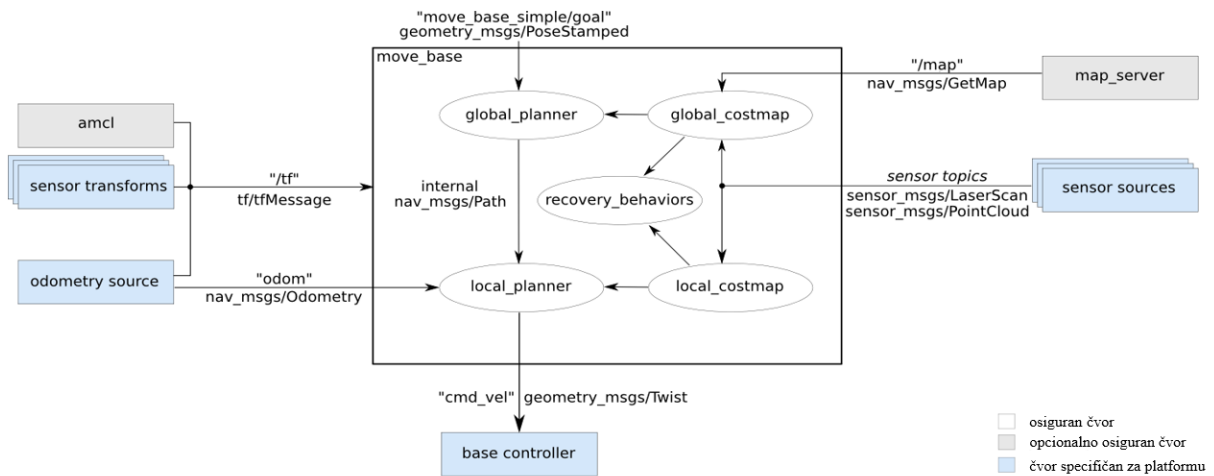 "move_base_simple/goal"
geometry_msgs/PoseStamped
move_base
"/map"
nav_msgs/GetMap
map_server
global_planner
global_costmap
amcl
sensor transforms
"/tf"
tf/tfMessage
internal
nav_msgs/Path
recovery_behaviors
sensor topics
sensor_msgs/LaserScan
sensor_msgs/PointCloud
sensor sources
odometry source
"odom"
nav_msgs/Odometry
local_planner
local_costmap
"cmd_vel"
geometry_msgs/Twist
base controller
osiguran čvor
opcionalno osiguran čvor
čvor specifičan za platformu